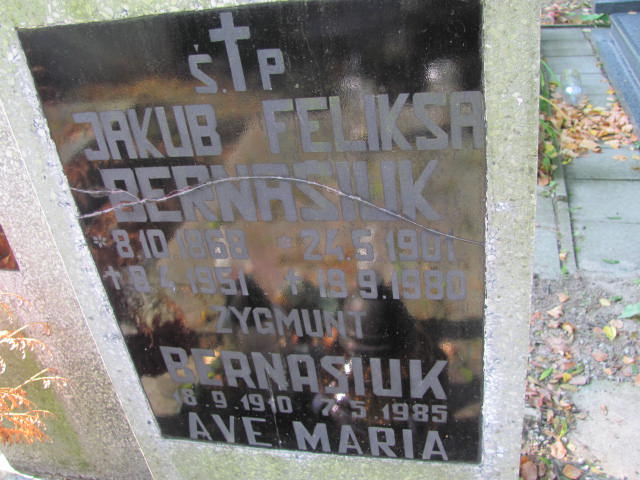 Ś.P
JAKUB FELIKSA
BERNASIUK
*8.10.1868 *24.5.1901
+8.4.1951 +19.9.1980
ZYGMUNT
BERNASIUK
18.9.1910 7.5.1985
AVE MARIA